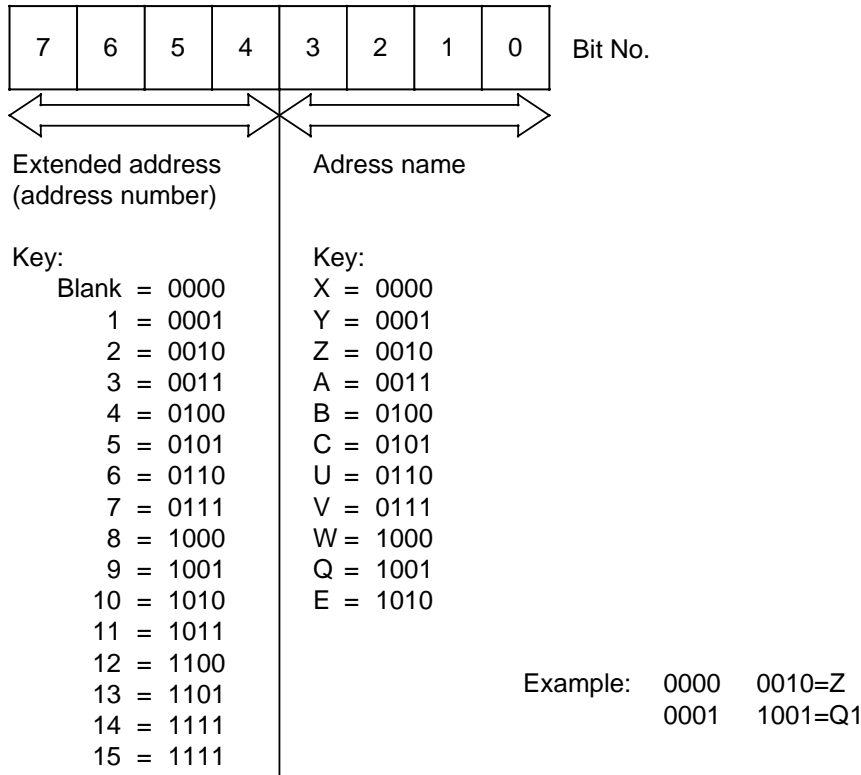 7 6 5 4 3 2 1 0 Bit No.
Extended address
(address number)
Adress name
Key:
Blank = 0000
1 = 0001
2 = 0010
3 = 0011
4 = 0100
5 = 0101
6 = 0110
7 = 0111
8 = 1000
9 = 1001
10 = 1010
11 = 1011
12 = 1100
13 = 1101
14 = 1111
15 = 1111
Key:
X = 0000
Y = 0001
Z = 0010
A = 0011
B = 0100
C = 0101
U = 0110
V = 0111
W = 1000
Q = 1001
E = 1010
Example: 0000 0010=Z
0001 1001=Q1